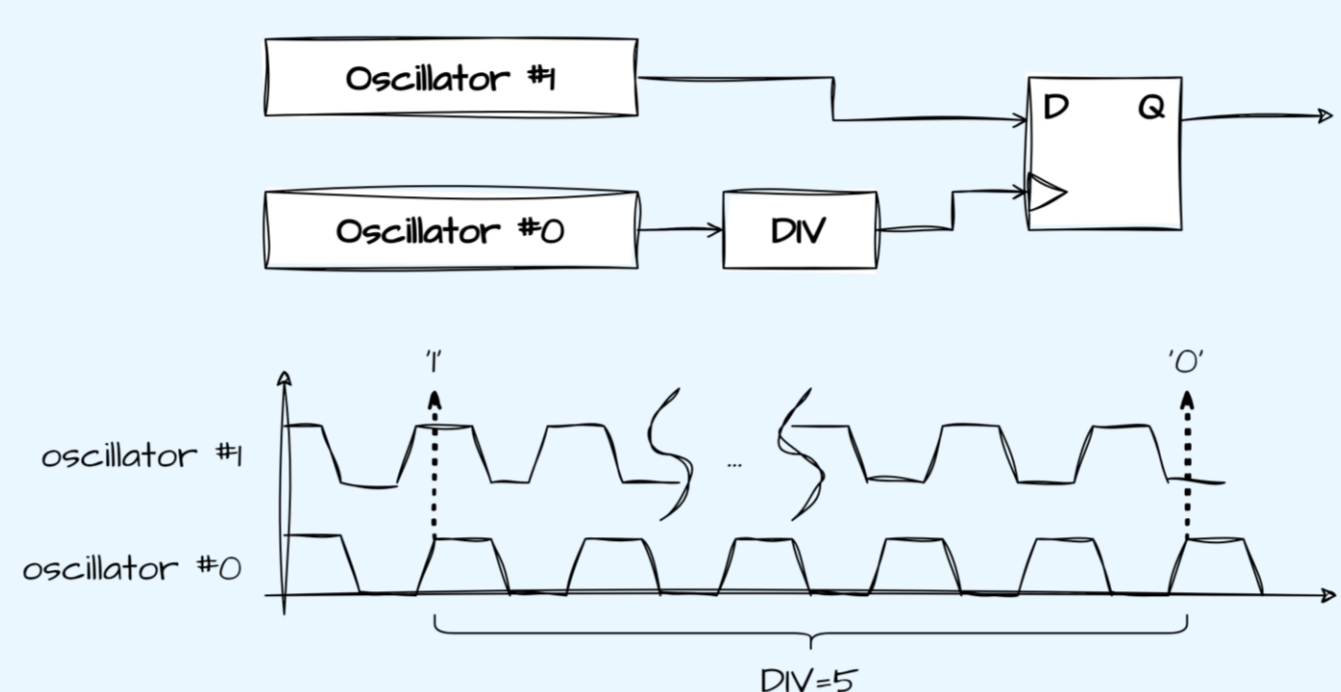 Oscillator #1
D Q
Oscillator #0
DIV
'1' '0'
oscillator #1
...
oscillator #0
DIV=5